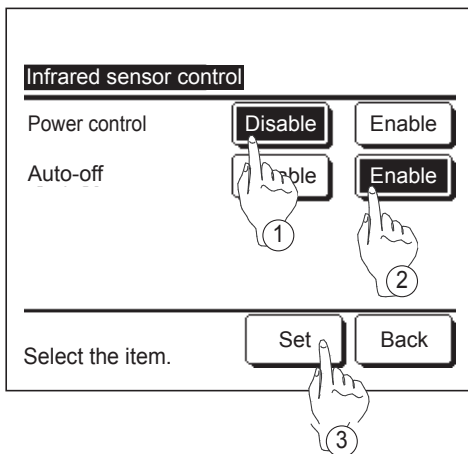 Infrared sensor control
Power control Disable Enable
Auto-off Enable
1
2
Select the item. Set Back
3